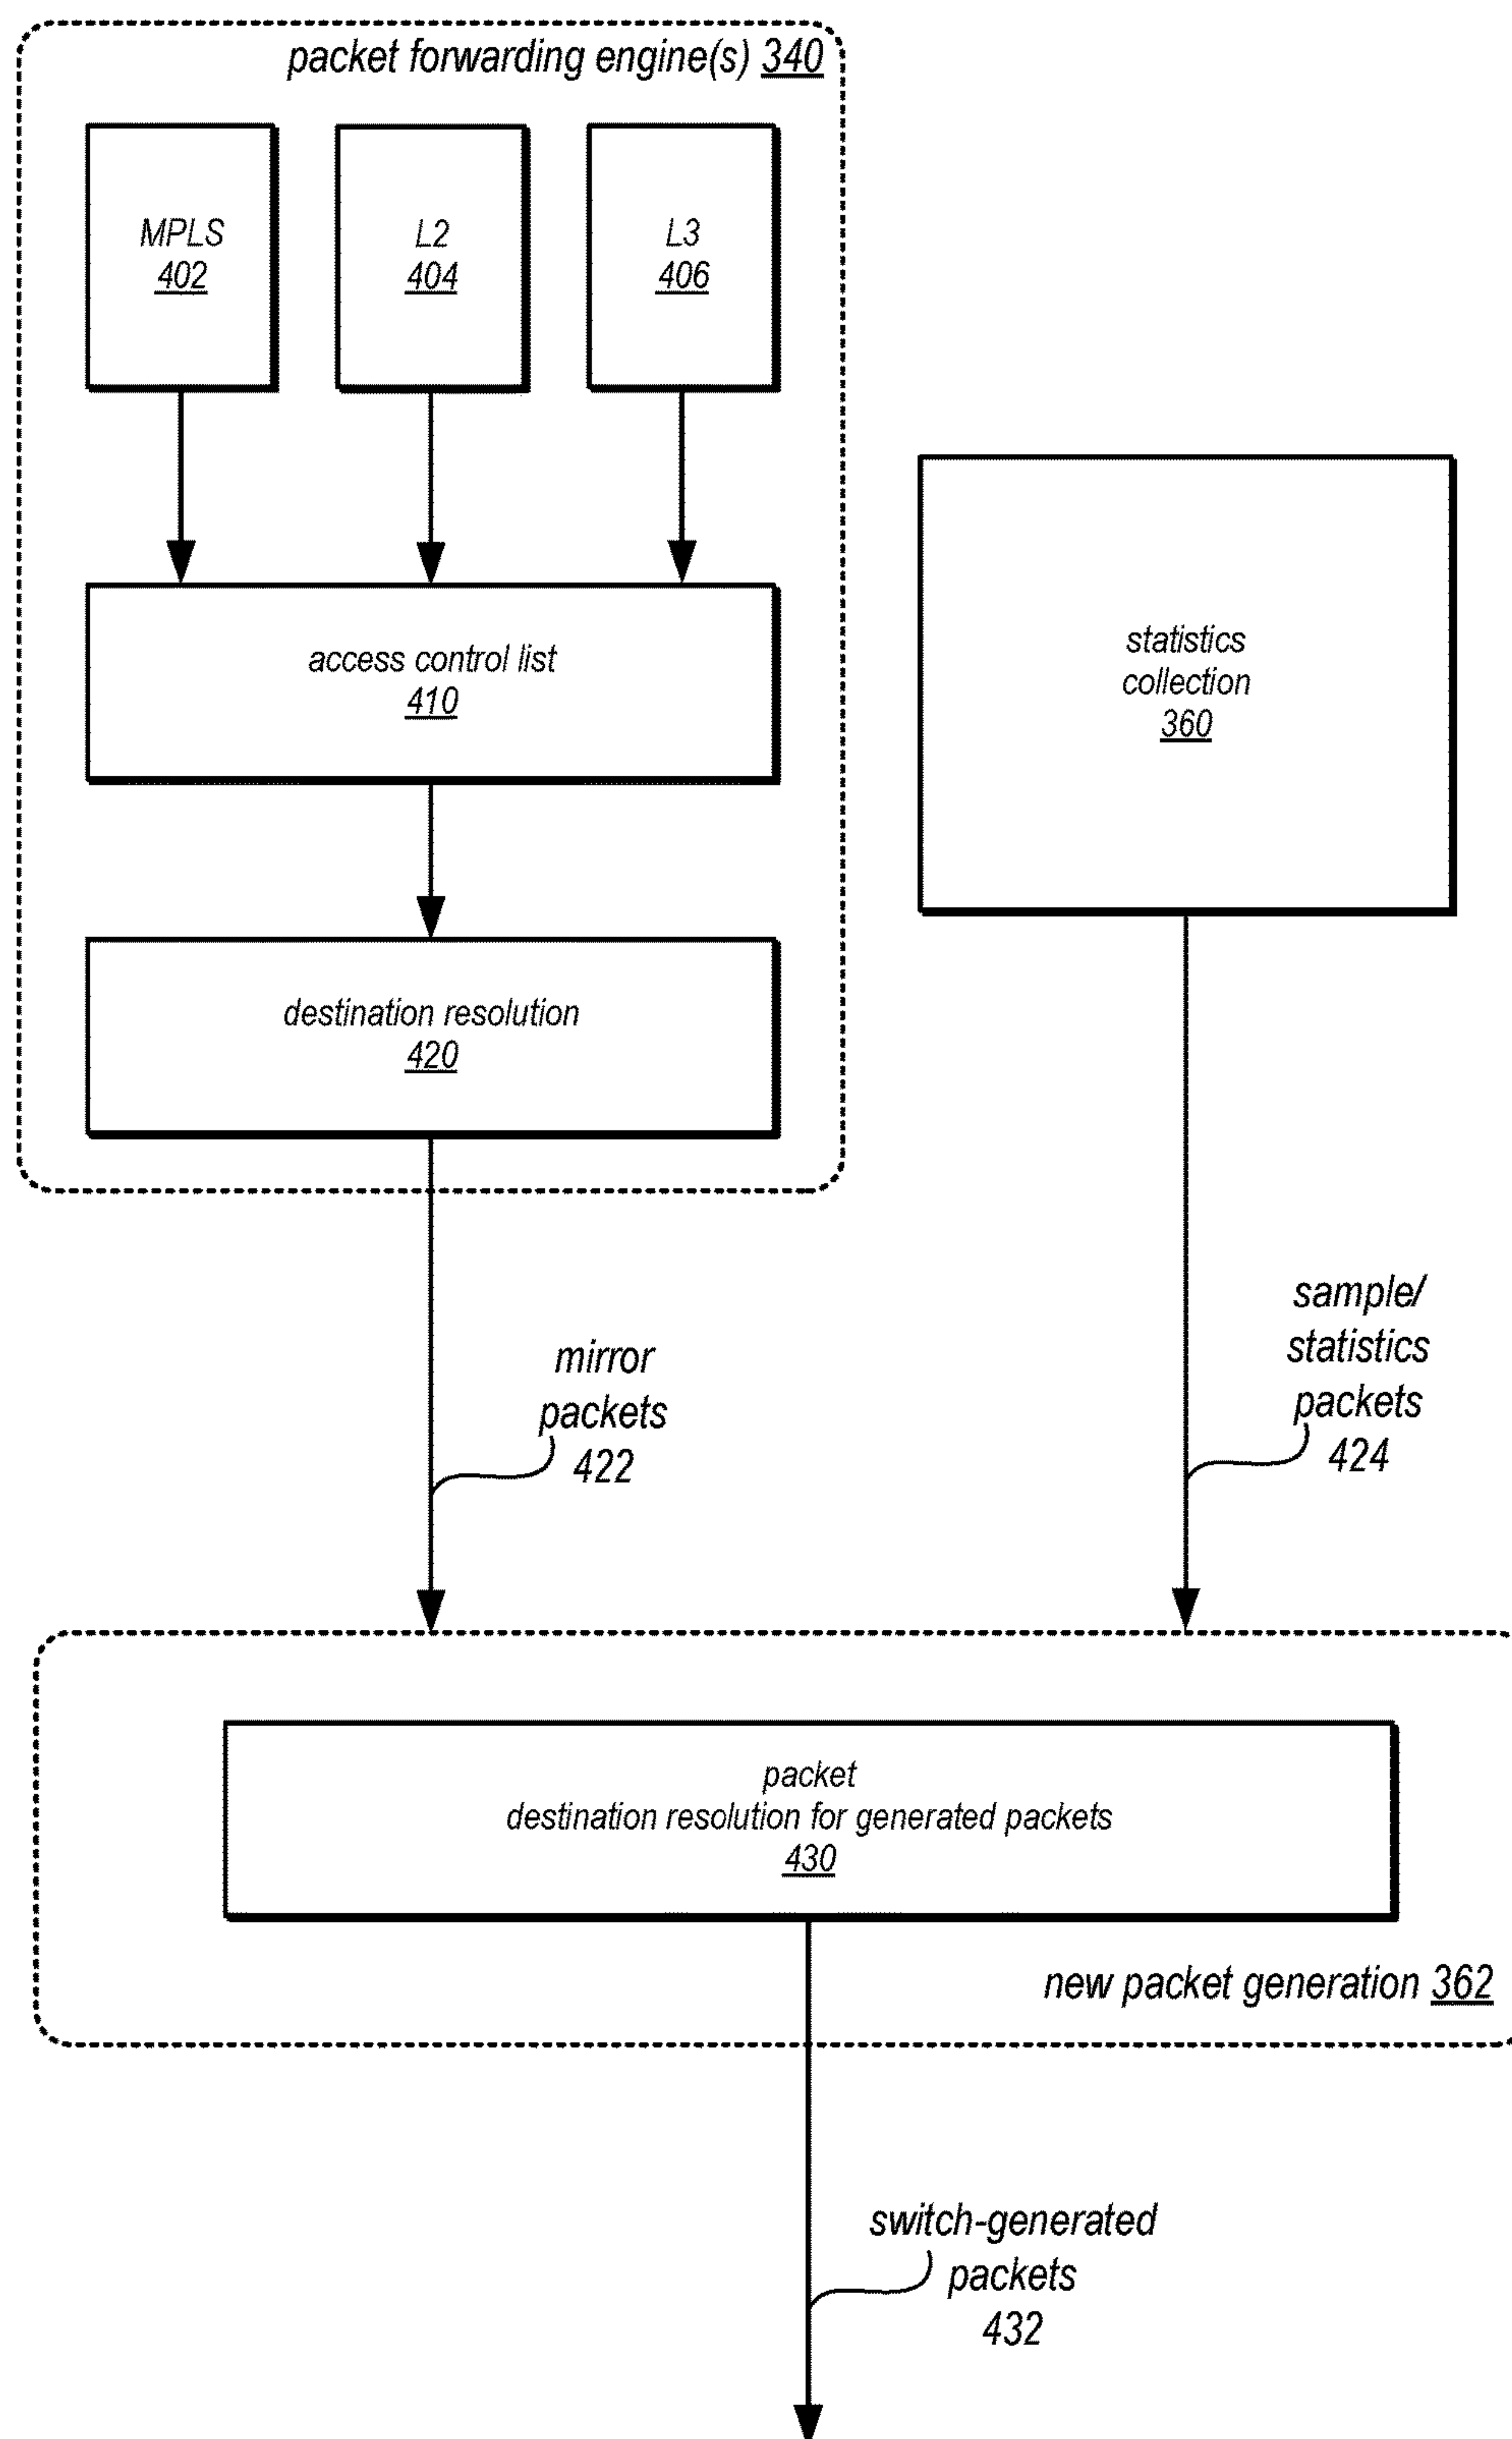 packet forwarding engine(s) 340
MPLS
402
L2
404
L3
406
access control list
410
statistics
collection
360
destination resolution
420
mirror
packets
422
sample/
statistics
packets
424
packet
destination resolution for generated packets
430
new packet generation 362
switch-generated
packets
432